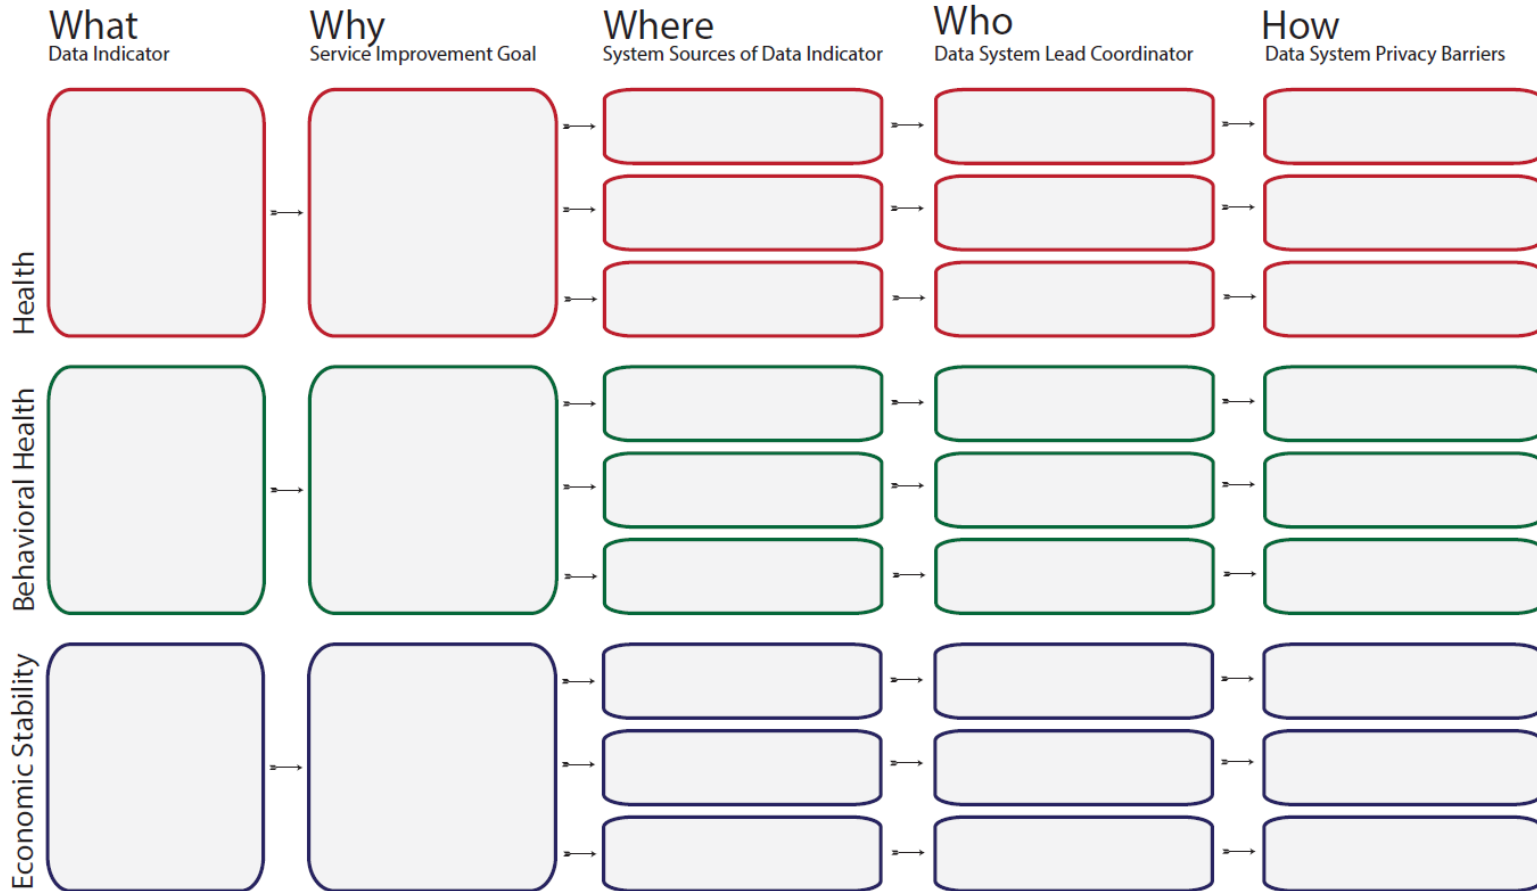 What
Data Indicator
Why
Service Improvement Goal
Where
System Sources of Data Indicator
Who
Data System Lead Coordinator
How
Data System Privacy Barriers
Health
Behavioral Health
Economic Stability